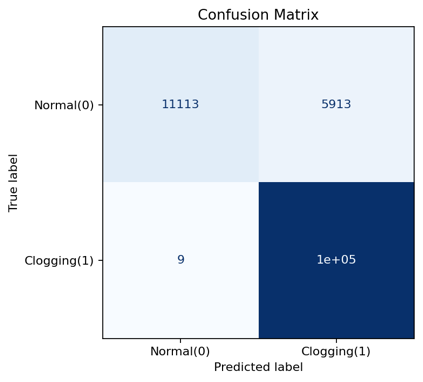 Confusion Matrix
Normal(0)
11113
5913
True label
Clogging(1)
9
1e+05
Normal(0)
Clogging(1)
Predicted label